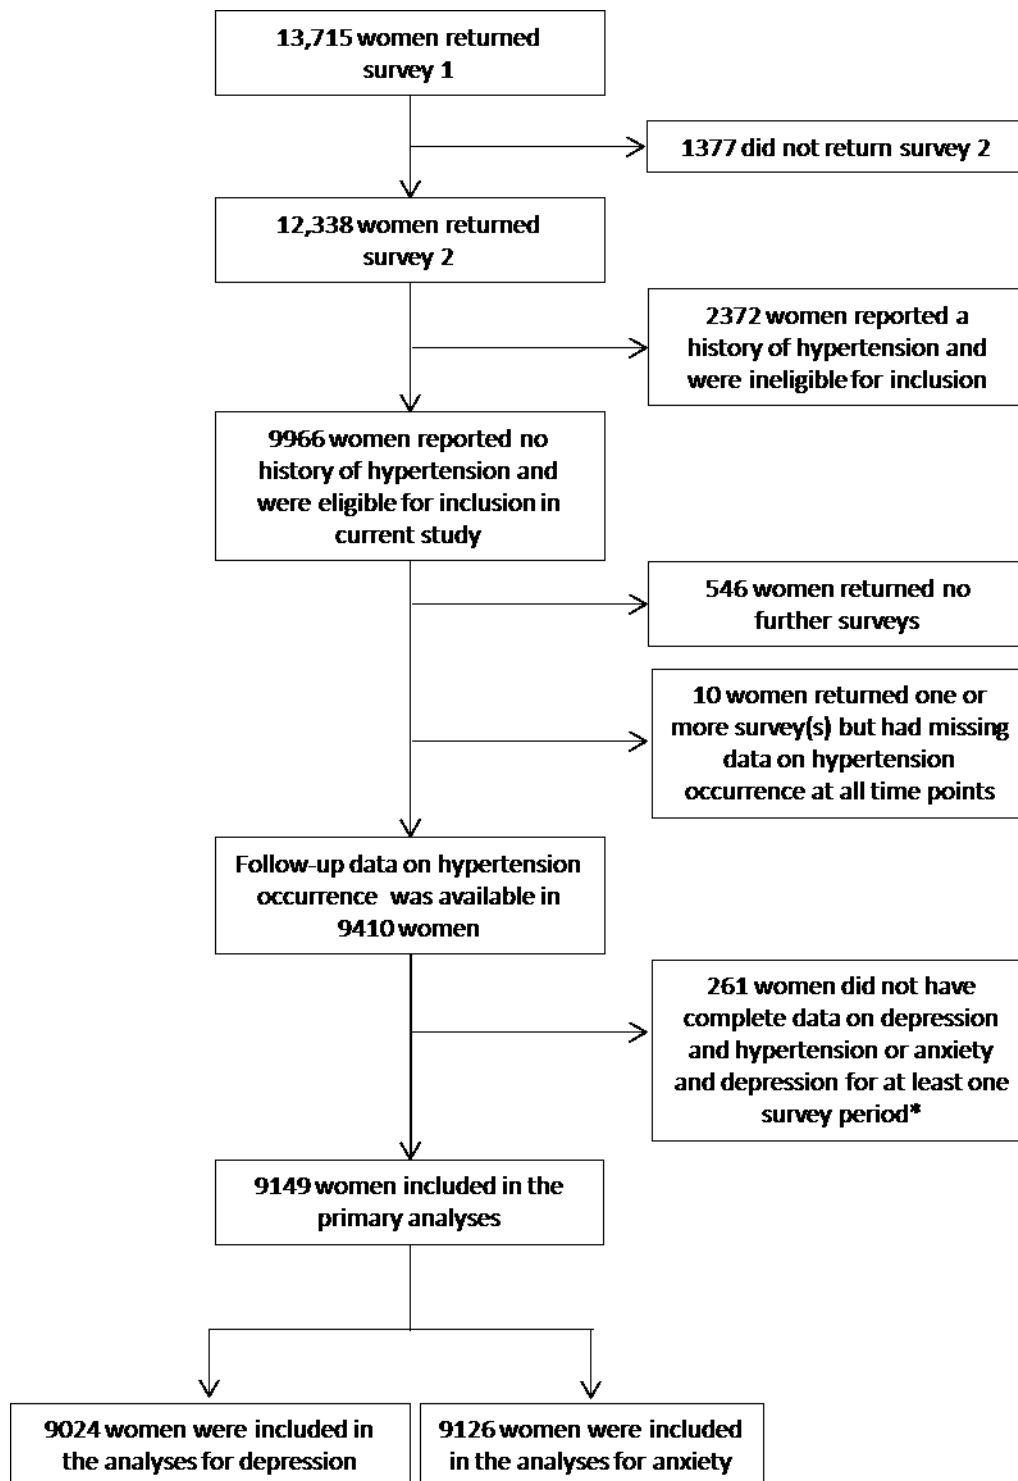 13,715 women returned
survey 1
1377 did not return survey 2
12,338 women returned
survey 2
2372 women reported a
history of hypertension and
were ineligible for inclusion
9966 women reported no
history of hypertension and
were eligible for inclusion in
current study
546 women returned no
further surveys
10 women returned one or
more survey(s) but had missing
data on hypertension
occurrence at all time points
Follow-up data on hypertension
occurrence was available in
9410 women
261 women did not have
complete data on depression
and hypertension or anxiety
and depression for at least one
survey period*
9149 women included in the
primary analyses
9024 women were included in
the analyses for depression
9126 women were included
in the analyses for anxiety